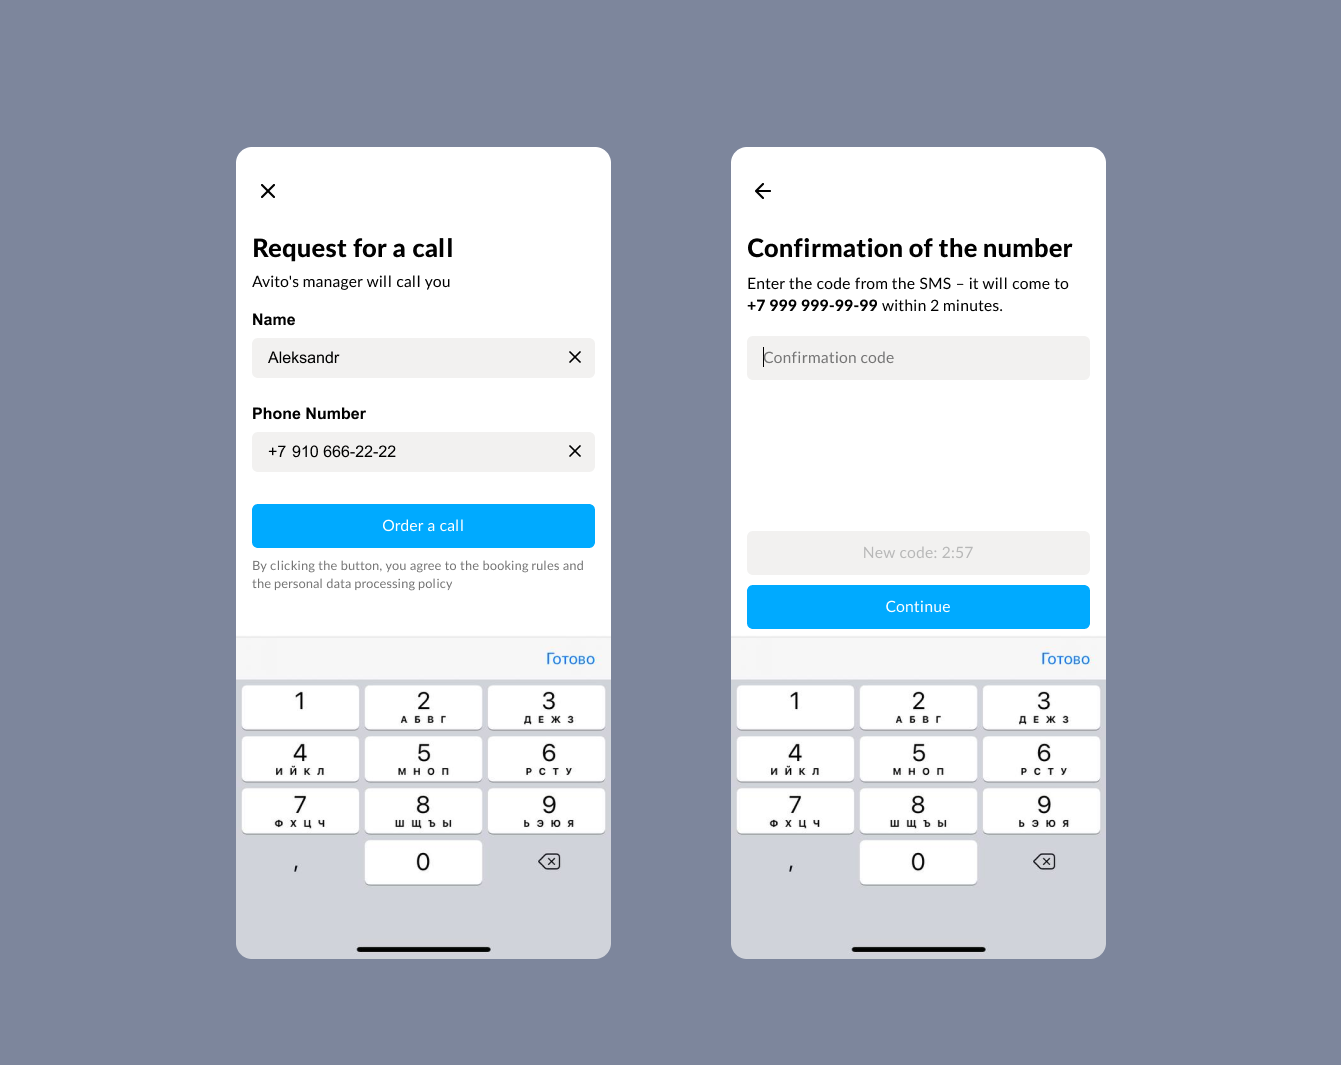 Request for a call
Avito's manager will call you
Name
Aleksandr
Phone Number
+7 910 666-22-22
Order a call
By clicking the button, you agree to the booking rules and
the personal data processing policy
Готово
1
2
3
АБВГ
ДЕЖЗ
4
5
6
ИЙКЛ
МНОП
РСТУ
7
8
9
ФХЦЧ
ШЩЪЫ
ЬЭЮЯ
,
0
Confirmation of the number
Enter the code from the SMS – it will come to
+7 999 999-99-99 within 2 minutes.
Confirmation code
New code: 2:57
Continue
Готово
1
2
3
АБВГ
ДЕЖЗ
4
5
6
ИЙКЛ
МНОП
РСТУ
7
8
9
ФХЦЧ
ШЩЪЫ
ЬЭЮЯ
,
0